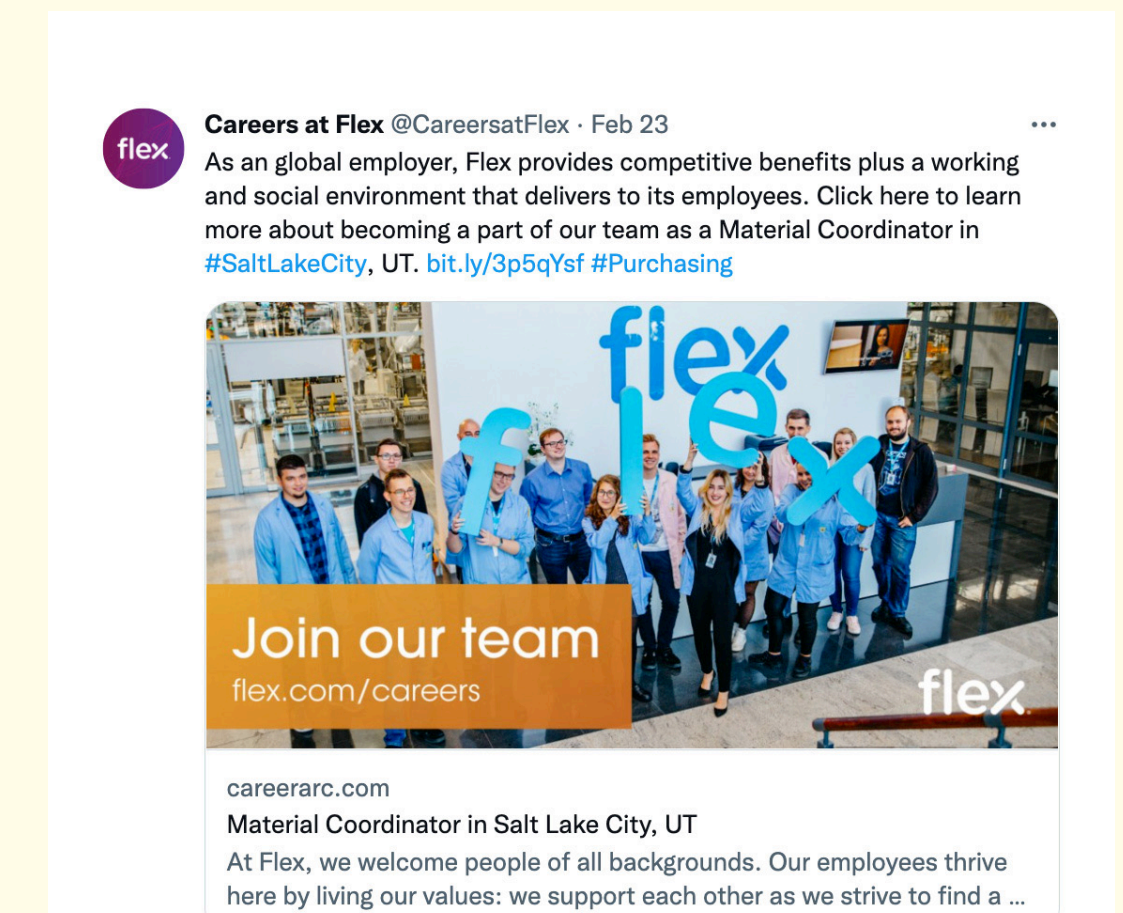 flex
Careers at Flex @CareersatFlex · Feb 23
As an global employer, Flex provides competitive benefits plus a working
and social environment that delivers to its employees. Click here to learn
more about becoming a part of our team as a Material Coordinator in
#SaltLakeCity, UT. bit.ly/3p5qYsf #Purchasing
flex
flex
Join our team
flex.com/careers
flex
careerarc.com
Material Coordinator in Salt Lake City, UT
At Flex, we welcome people of all backgrounds. Our employees thrive
here by living our values: we support each other as we strive to find a ...